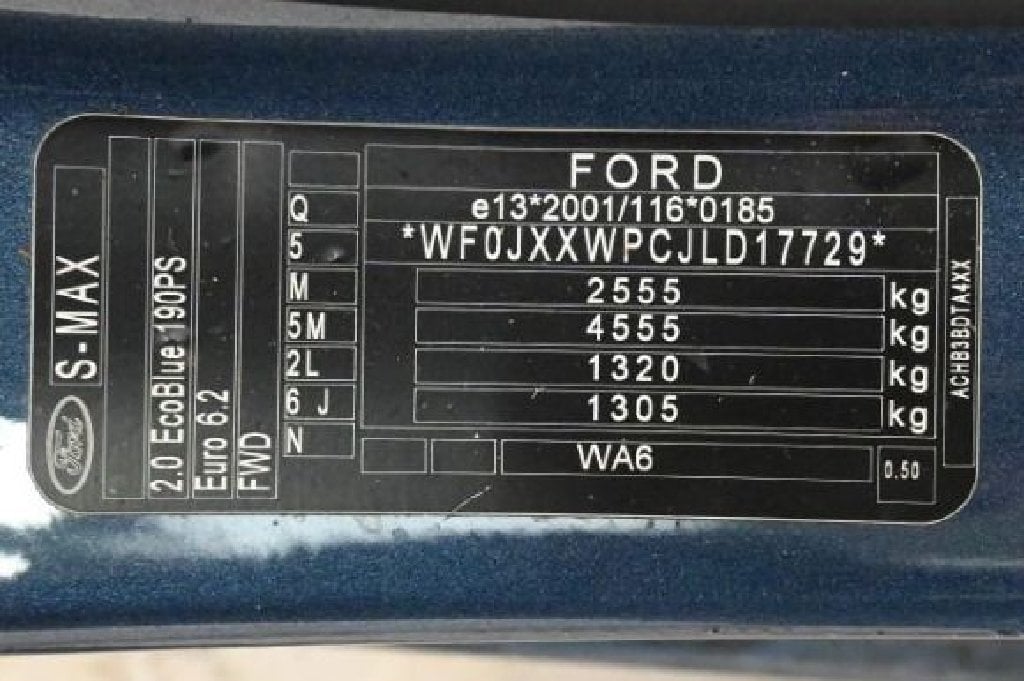 FORD
e13*2001/116*0185
*WF0JXXWPCJLD17729*
2555 kg
4555 kg
1320 kg
1305 kg
WA6
0.50
Q
5
M
5M
2L
6 J
N
S-MAX
Ford
2.0 EcoBlue 190PS
Euro 6.2
FWD
ACHB3BDTA4XX